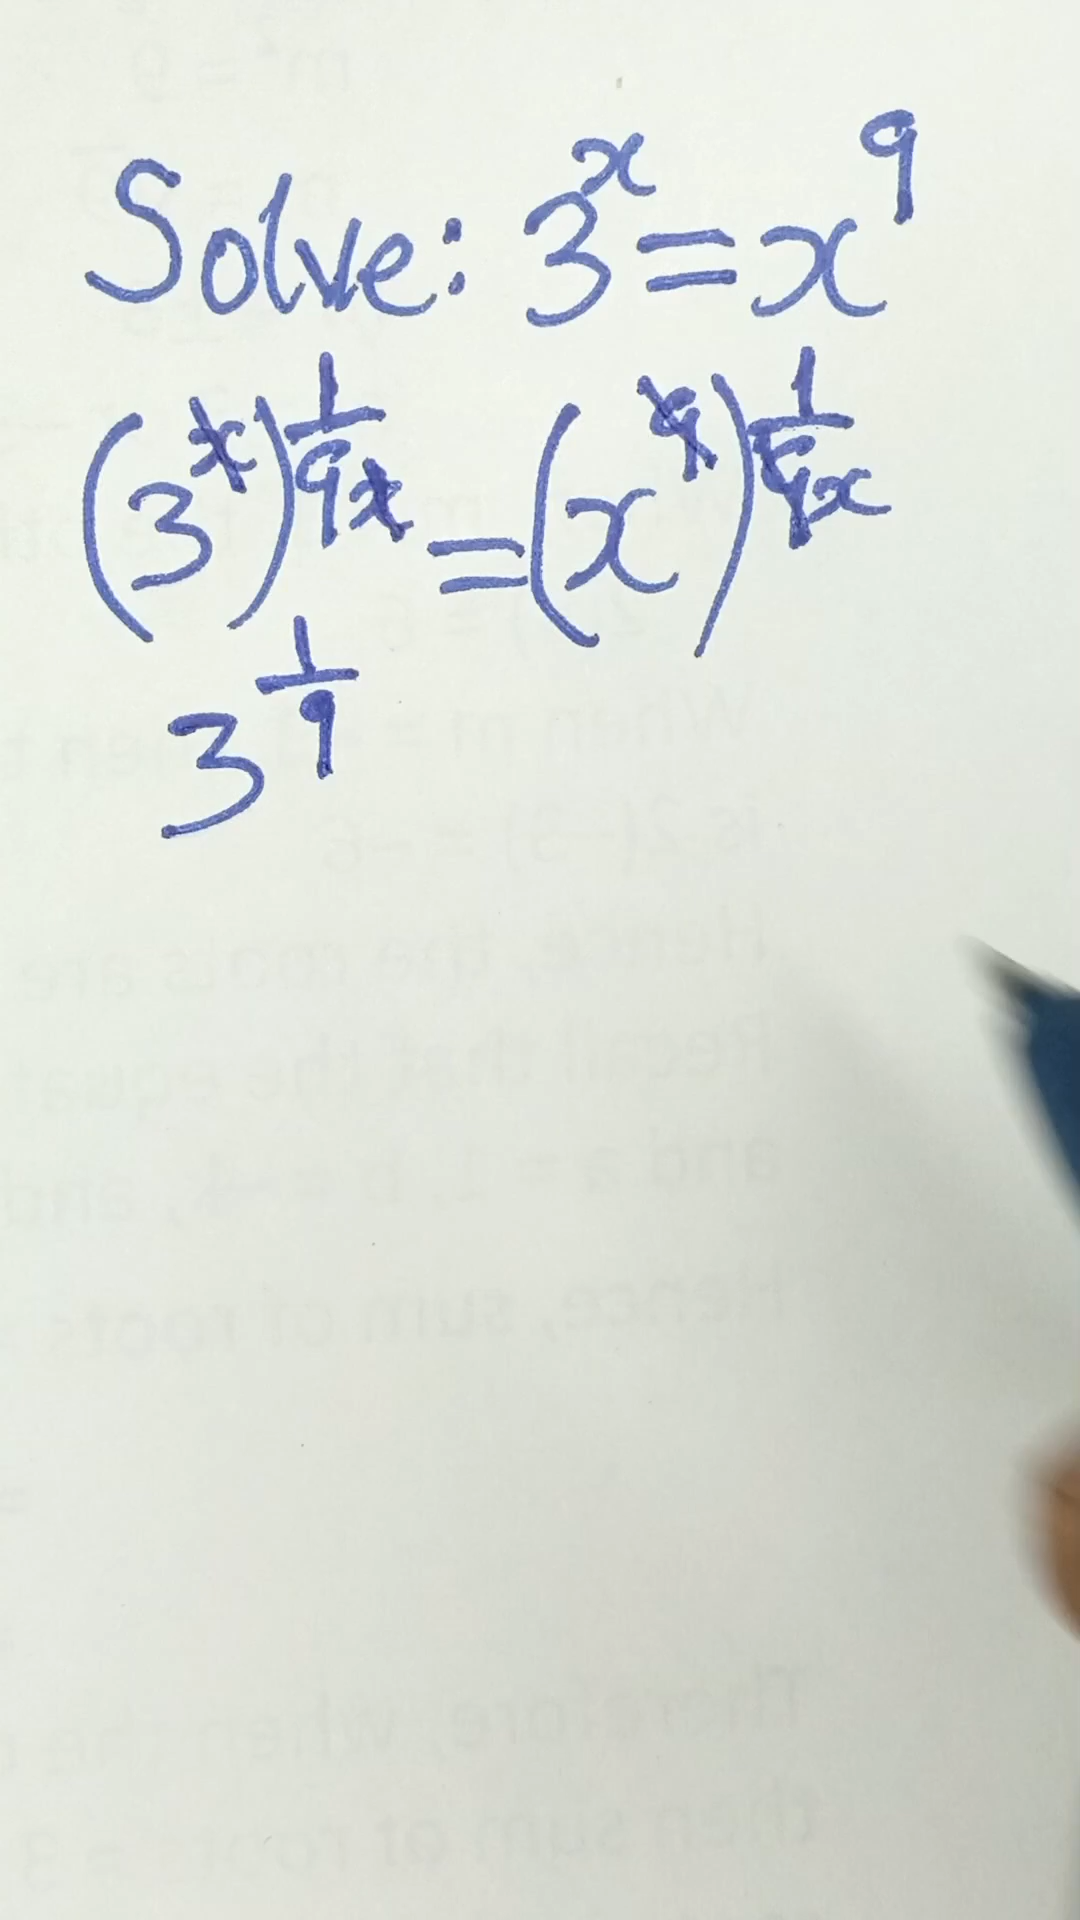 Solve: 3^x = x^9
(3^x)^(1/9x) = (x^9)^(1/9x)
3^(1/9)